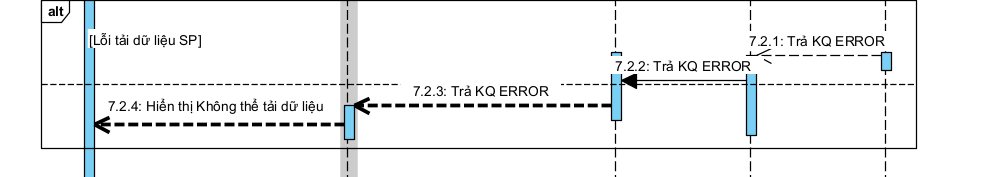 alt
[Lỗi tải dữ liệu SP]
7.2.1: Trả KQ ERROR
7.2.2: Trả KQ ERROR
7.2.3: Trả KQ ERROR
7.2.4: Hiển thị Không thể tải dữ liệu